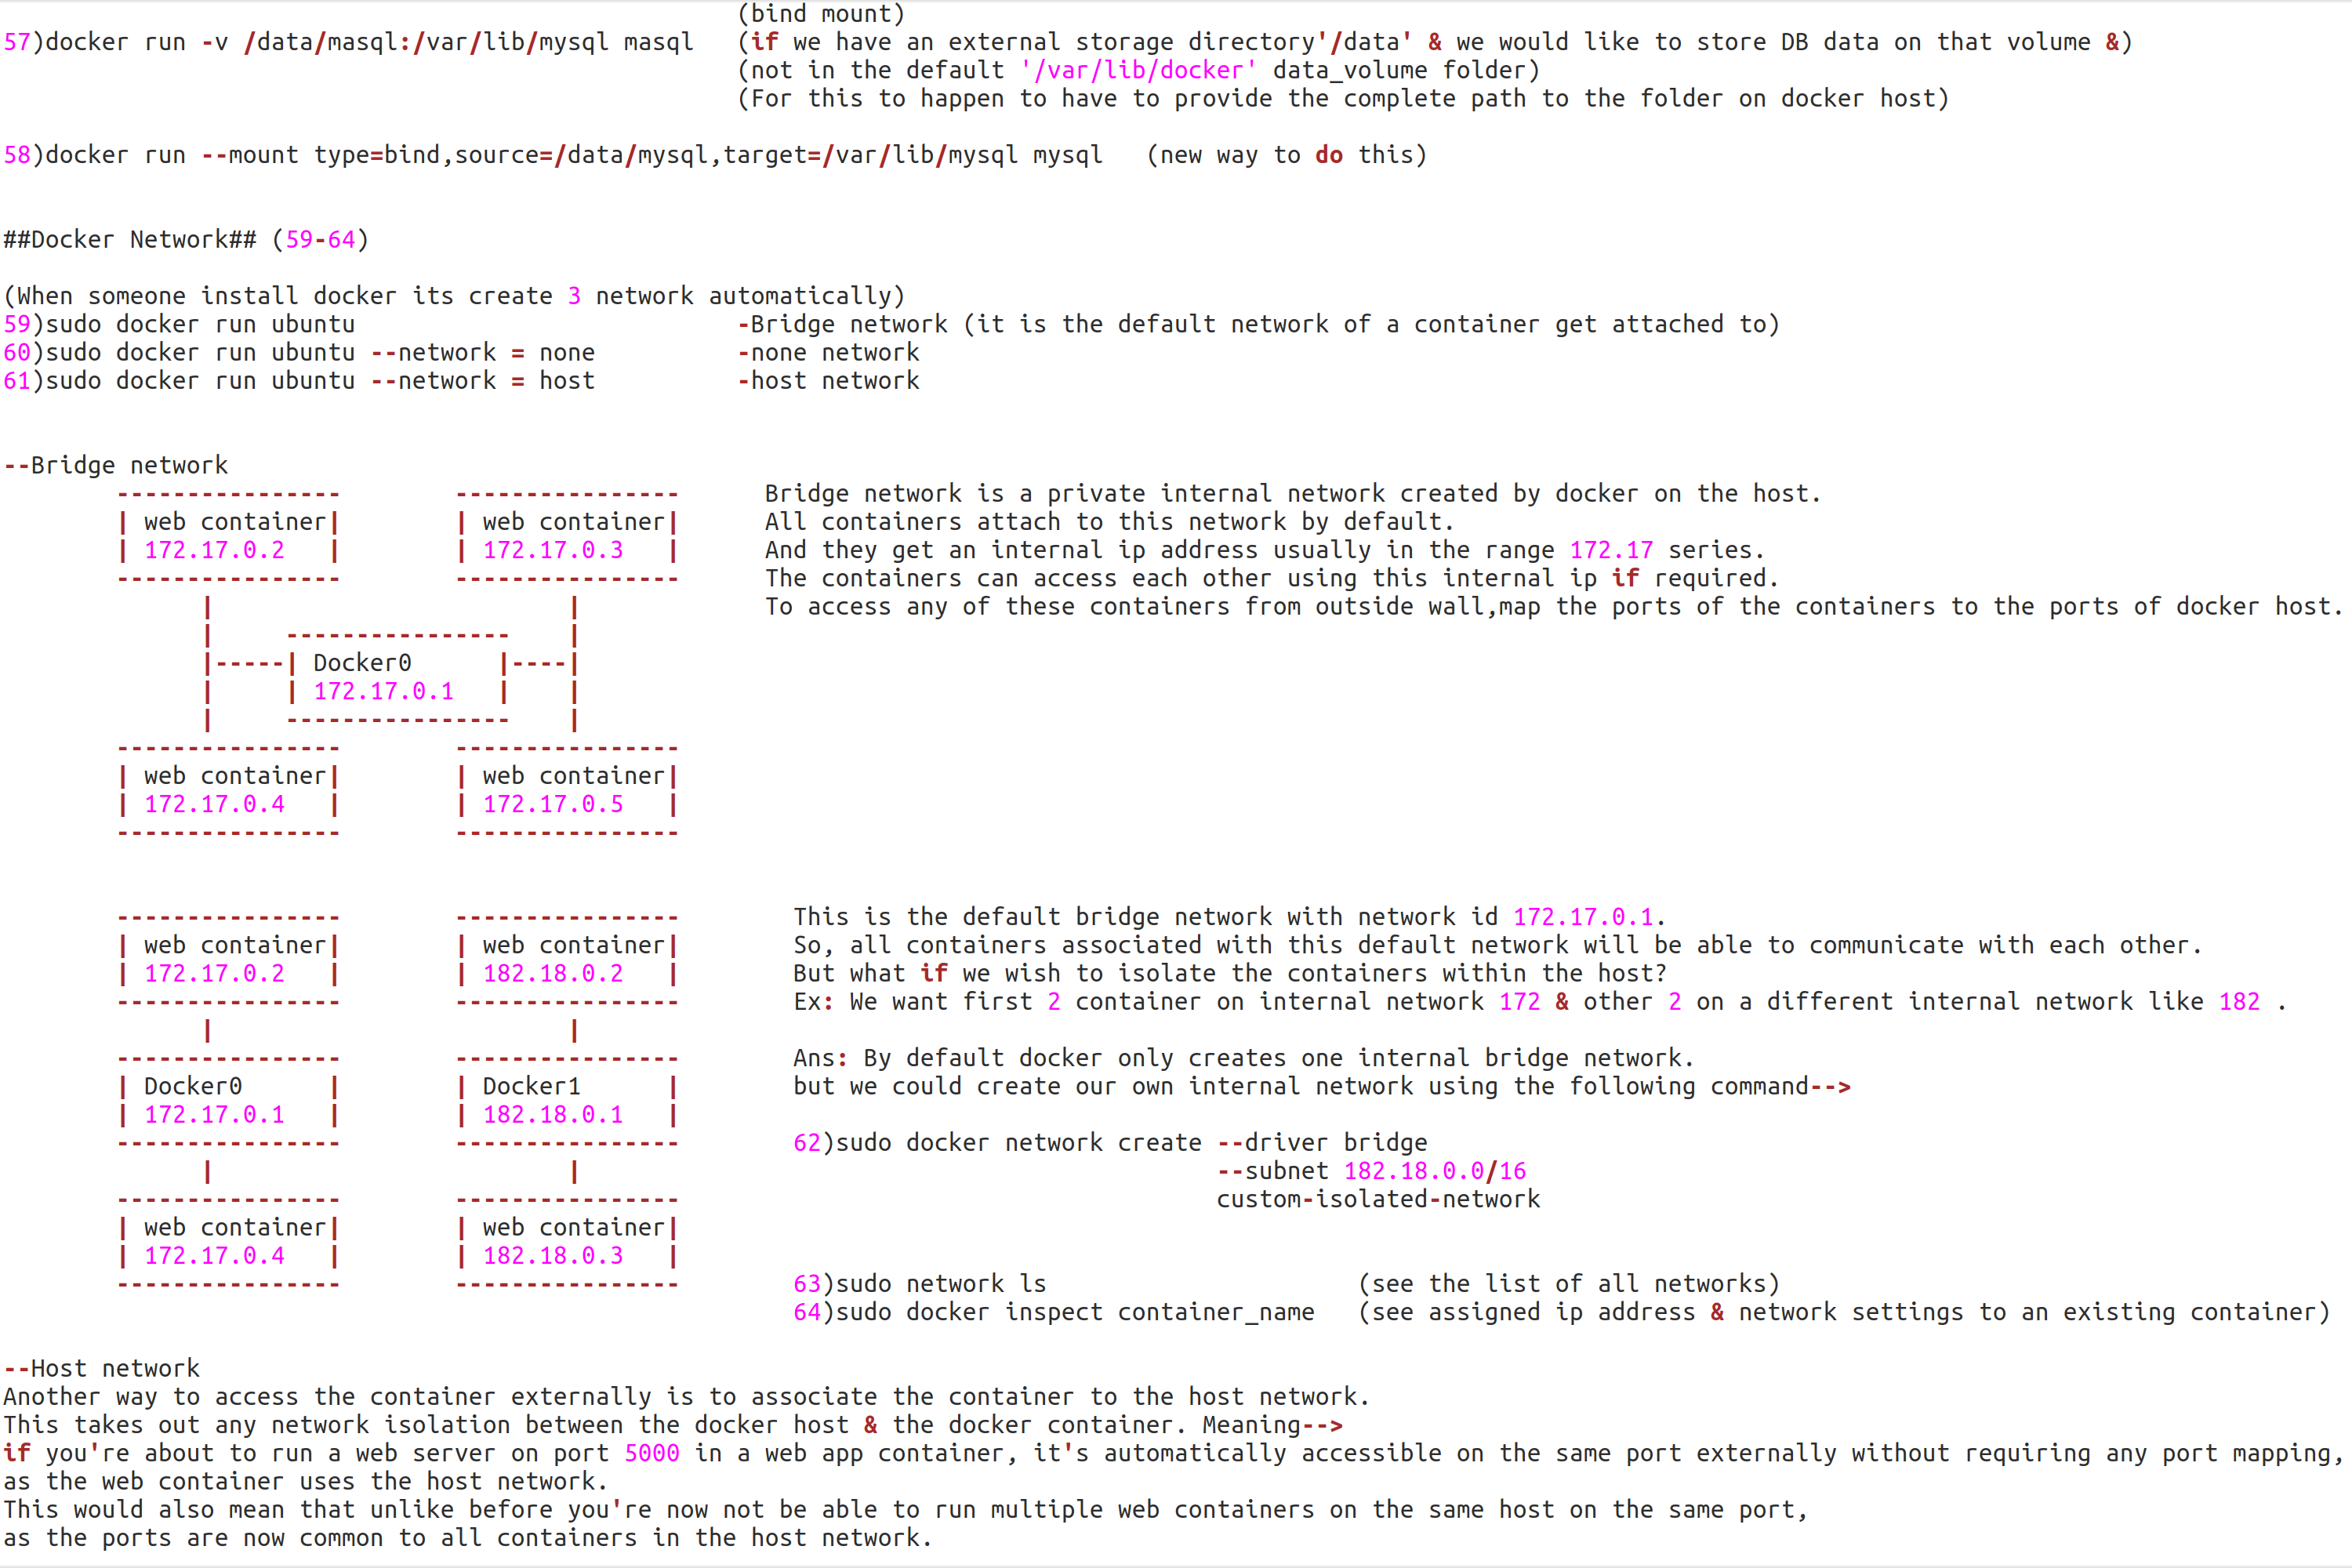 (bind mount)
57)docker run -v /data/masql:/var/lib/mysql masql   (if we have an external storage directory'/data' & we would like to store DB data on that volume &)
(not in the default '/var/lib/docker' data_volume folder)
(For this to happen to have to provide the complete path to the folder on docker host)
58)docker run --mount type=bind,source=/data/mysql,target=/var/lib/mysql mysql   (new way to do this)
##Docker Network## (59-64)
(When someone install docker its create 3 network automatically)
59)sudo docker run ubuntu                           -Bridge network (it is the default network of a container get attached to)
60)sudo docker run ubuntu --network = none          -none network
61)sudo docker run ubuntu --network = host          -host network
--Bridge network
        ----------------        ----------------      Bridge network is a private internal network created by docker on the host.
        | web container|        | web container|      All containers attach to this network by default.
        | 172.17.0.2   |        | 172.17.0.3   |      And they get an internal ip address usually in the range 172.17 series.
        ----------------        ----------------      The containers can access each other using this internal ip if required.
              |                         |             To access any of these containers from outside wall,map the ports of the containers to the ports of docker host.
              |     ----------------    |
              |-----| Docker0      |----|
              |     | 172.17.0.1   |    |
              |     ----------------    |
        ----------------        ----------------
        | web container|        | web container|
        | 172.17.0.4   |        | 172.17.0.5   |
        ----------------        ----------------
        ----------------        ----------------        This is the default bridge network with network id 172.17.0.1.
        | web container|        | web container|        So, all containers associated with this default network will be able to communicate with each other.
        | 172.17.0.2   |        | 182.18.0.2   |        But what if we wish to isolate the containers within the host?
        ----------------        ----------------        Ex: We want first 2 container on internal network 172 & other 2 on a different internal network like 182 .
              |                         |
        ----------------        ----------------        Ans: By default docker only creates one internal bridge network.
        | Docker0      |        | Docker1      |        but we could create our own internal network using the following command-->
        | 172.17.0.1   |        | 182.18.0.1   |
        ----------------        ----------------        62)sudo docker network create --driver bridge
              |                         |                                             --subnet 182.18.0.0/16
        ----------------        ----------------                                      custom-isolated-network
        | web container|        | web container|
        | 172.17.0.4   |        | 182.18.0.3   |
        ----------------        ----------------        63)sudo network ls                      (see the list of all networks)
64)sudo docker inspect container_name   (see assigned ip address & network settings to an existing container)
--Host network
Another way to access the container externally is to associate the container to the host network.
This takes out any network isolation between the docker host & the docker container. Meaning-->
if you're about to run a web server on port 5000 in a web app container, it's automatically accessible on the same port externally without requiring any port mapping,
as the web container uses the host network.
This would also mean that unlike before you're now not be able to run multiple web containers on the same host on the same port,
as the ports are now common to all containers in the host network.